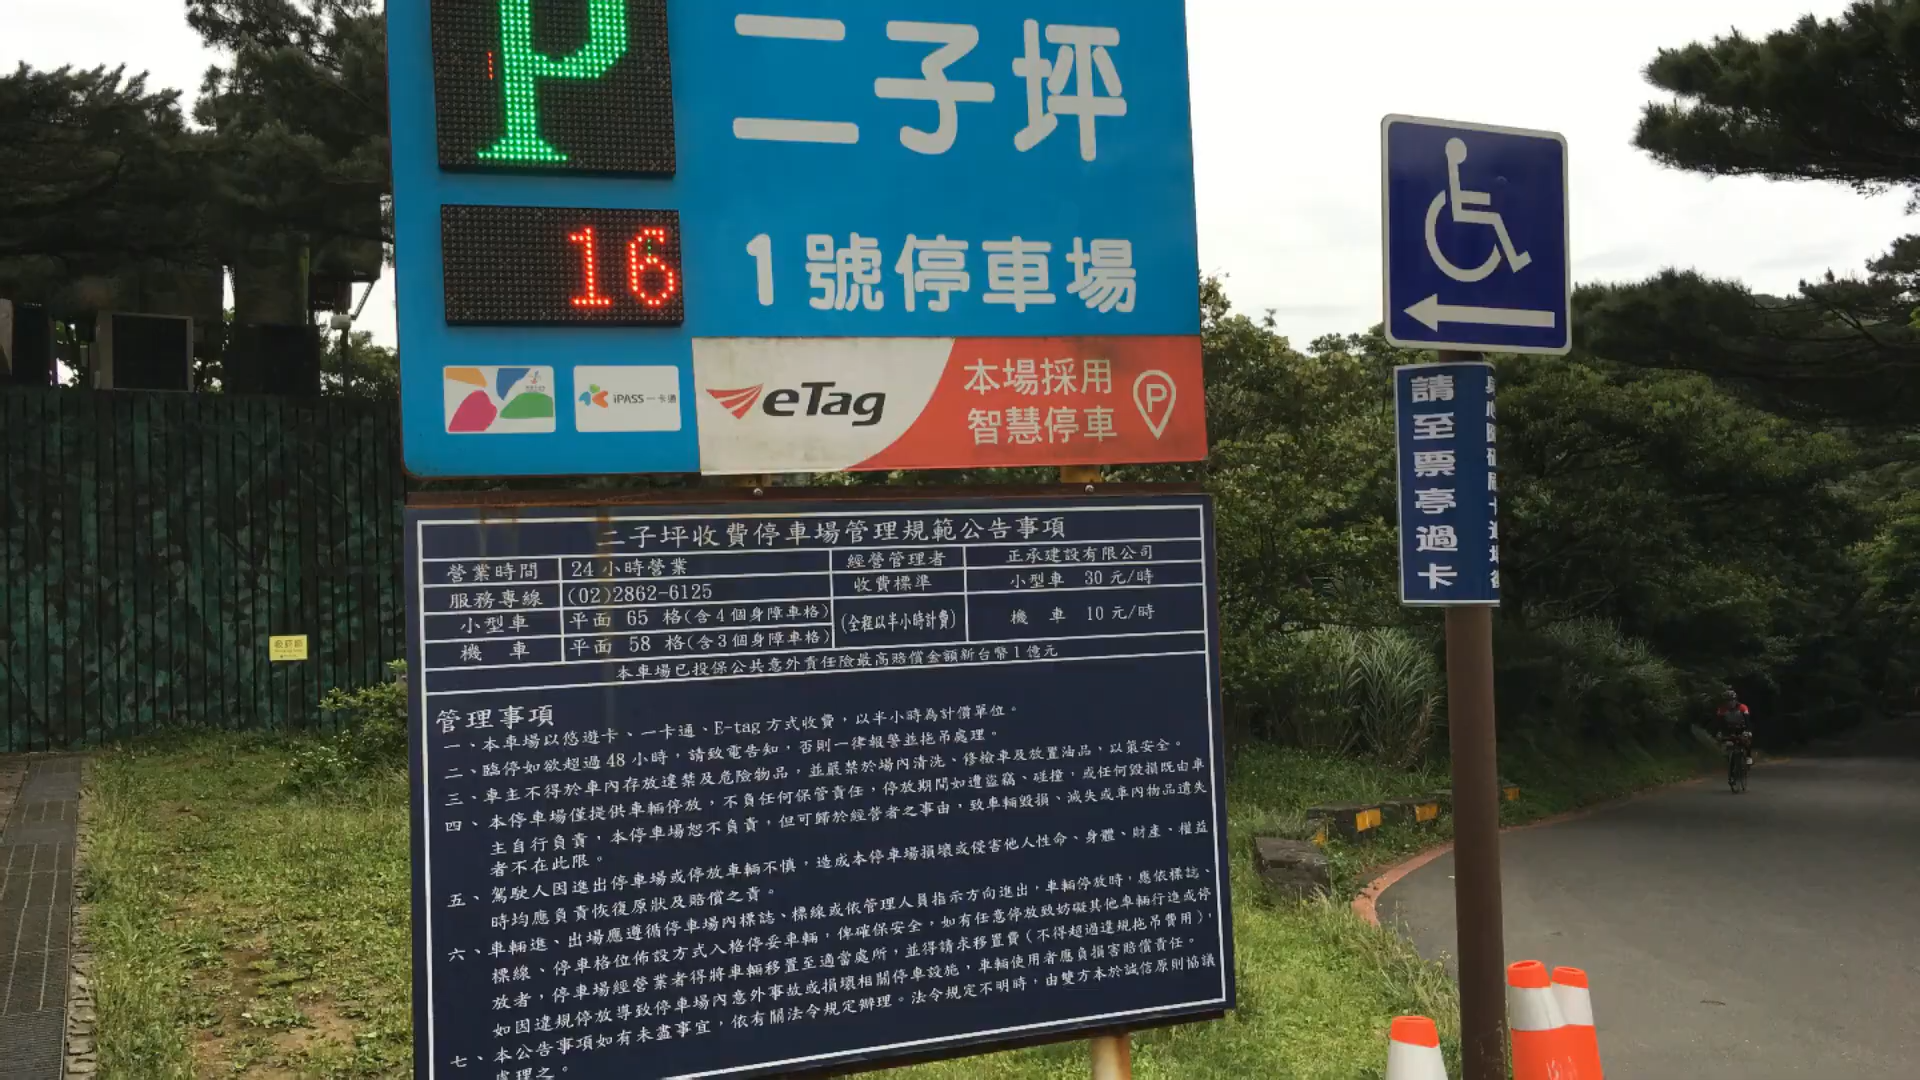 P
二子坪
16
1號停車場
iPASS 一卡通
eTag
本場採用
智慧停車
P
請至票亭過卡
二子坪收費停車場管理規範公告事項
營業時間 24 小時營業 經營管理者 正承建設有限公司
服務專線 (02)2862-6125 收費標準 小型車 30 元/時
小型車 平面 65 格(含4個身障車格) (全程以半小時計費) 機 車 10 元/時
機 車 平面 58 格(含3個身障車格)
本車場已投保公共意外責任險最高賠償金額新台幣1億元
管理事項
一、本車場以悠遊卡、一卡通、E-tag 方式收費，以半小時為計價單位。
二、臨停如欲超過 48 小時，請致電告知，否則一律報警並拖吊處理。
三、車主不得於車內存放違禁及危險物品，並嚴禁於場內清洗、修檢車及放置油品，以策安全。
四、本停車場僅提供車輛停放，不負任何保管責任，停放期間如遭盜竊、碰撞，或任何毀損既由車
主自行負責，本停車場恕不負責，但可歸於經營者之事由，致車輛毀損、滅失或車內物品遺失
者不在此限。
五、駕駛人因進出停車場或停放車輛不慎，造成本停車場損壞或侵害他人性命、身體、財產、權益
時均應負責恢復原狀及賠償之責。
六、車輛進、出場應遵循停車場內標誌、標線或依管理人員指示方向進出，車輛停放時，應依標誌、
標線、停車格位佈設方式入格停妥車輛，俾確保安全，如有任意停放致妨礙其他車輛行進或停
放者，停車場經營業者得將車輛移置至適當處所，並得請求移置費（不得超過違規拖吊費用），
如因違規停放導致停車場內意外事故或損壞相關停車設施，車輛使用者應負損害賠償責任。
七、本公告事項如有未盡事宜，依有關法令規定辦理。法令規定不明時，由雙方本於誠信原則協議
處理之。